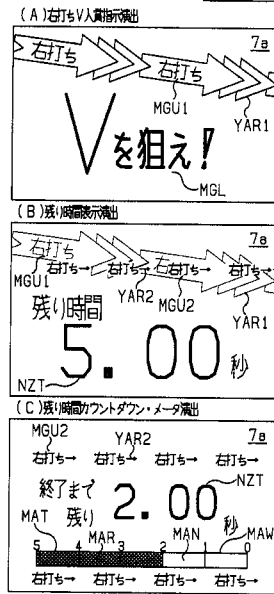 (A)右打ちV入賞指示演出
7a
右打ち
右打ち
MGU1
YAR1
Vを狙え!
MGL
(B)残り時間表示演出
7a
右打ち
右打ち→ 右打ち→ 右打ち→
MGU1
YAR2
MGU2
YAR1
残り時間
5.00秒
NZT
(C)残り時間カウントダウン・メータ演出
MGU2
YAR2
7a
右打ち→ 右打ち→ 右打ち→ 右打ち→
終了まで
残り 2.00秒
NZT
MAT
MAR
MAN
MAW
5 4 3 2 1 0
右打ち→ 右打ち→ 右打ち→ 右打ち→